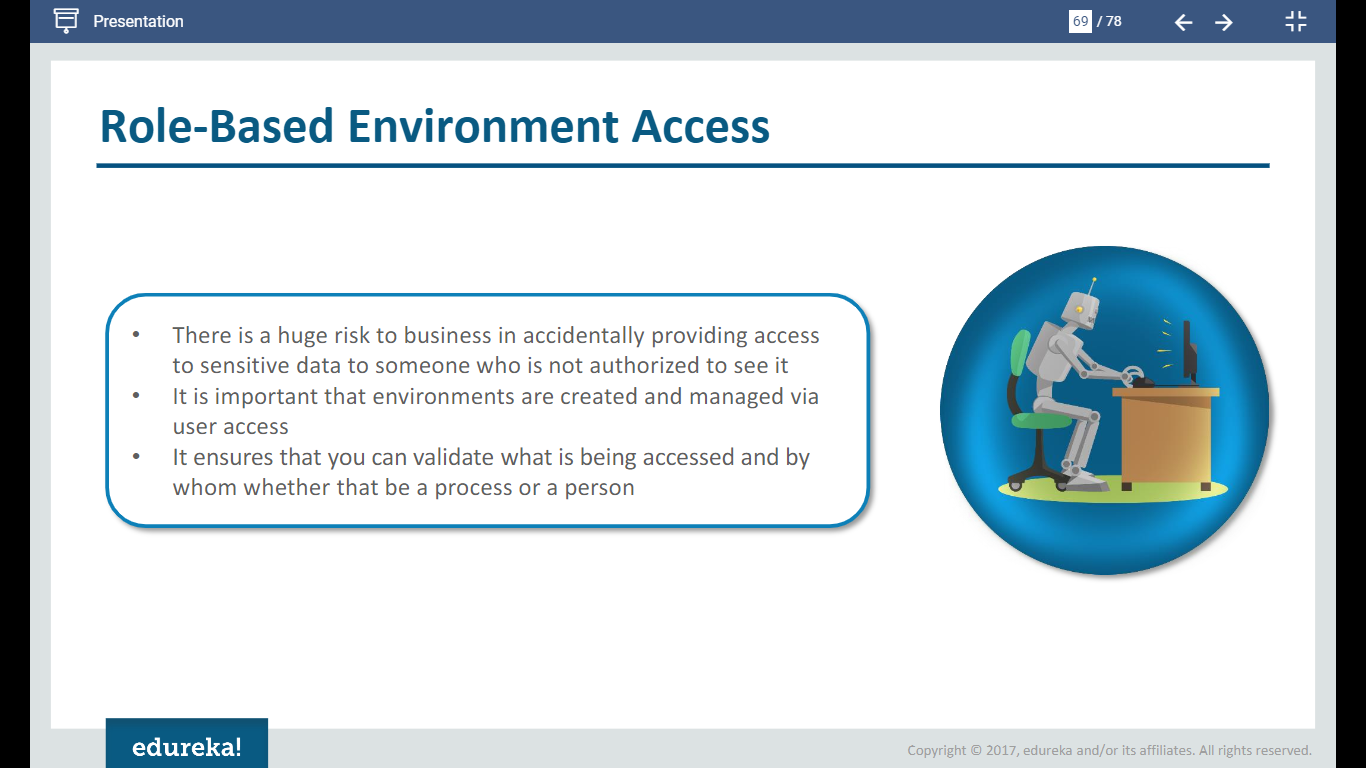 Presentation
69 / 78
Role-Based Environment Access
• There is a huge risk to business in accidentally providing access
to sensitive data to someone who is not authorized to see it
• It is important that environments are created and managed via
user access
• It ensures that you can validate what is being accessed and by
whom whether that be a process or a person
edureka!
Copyright © 2017, edureka and/or its affiliates. All rights reserved.